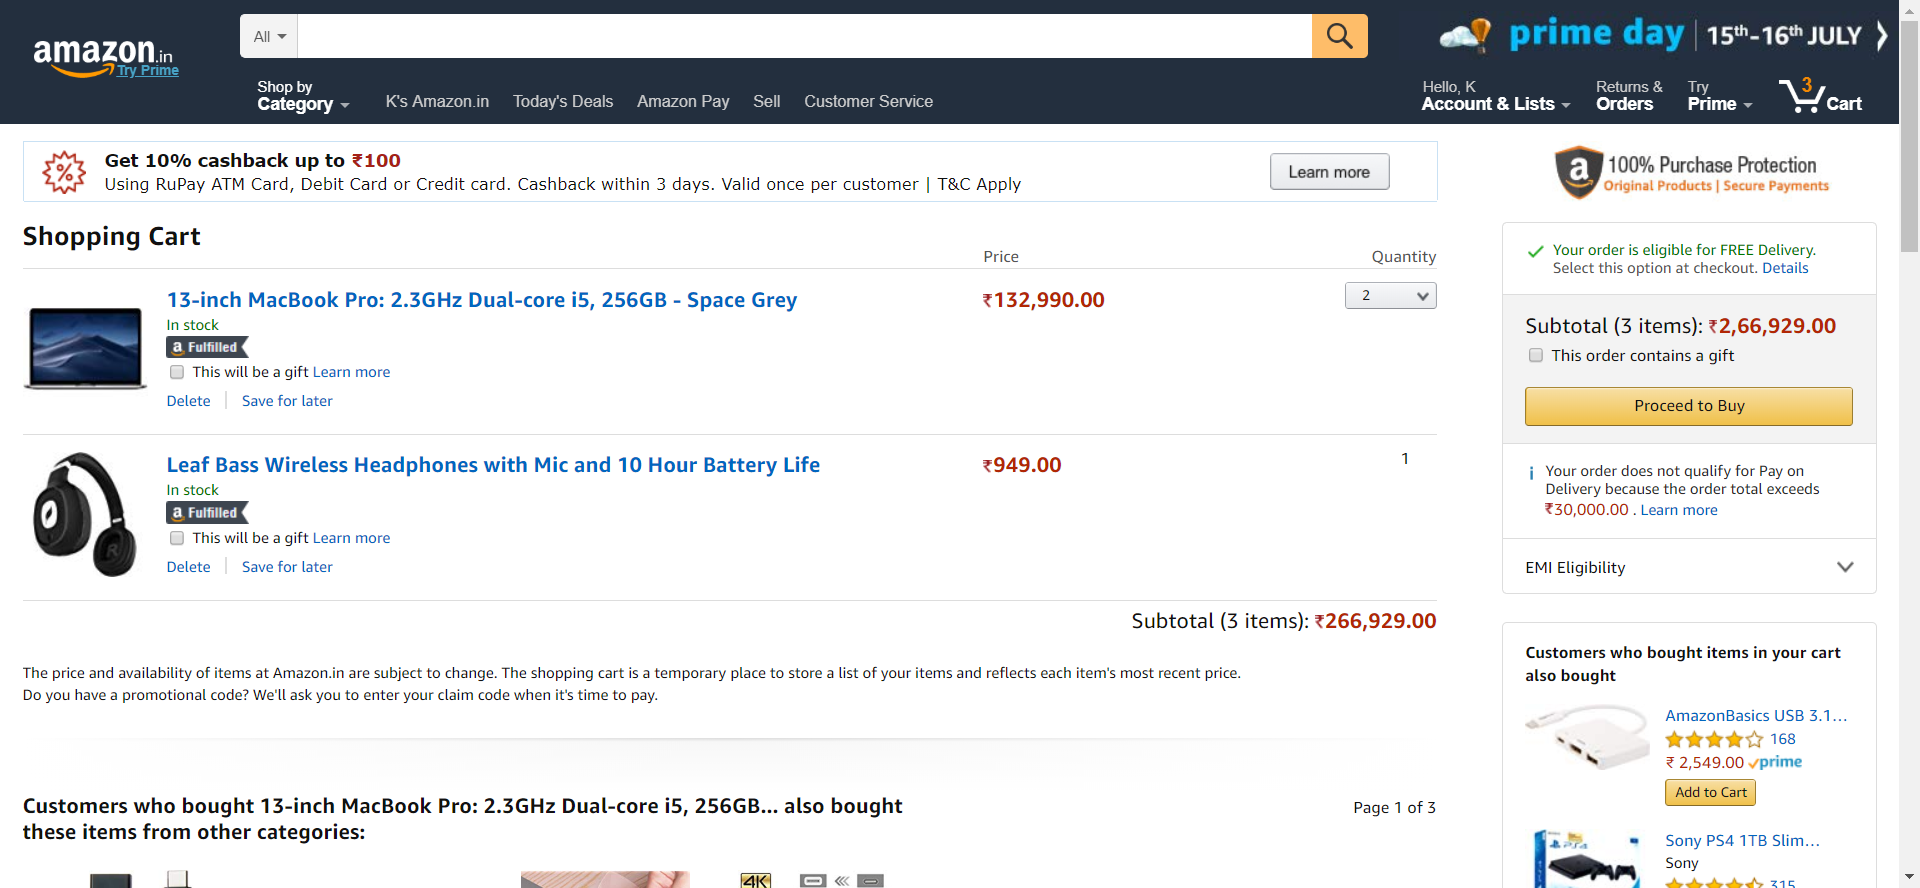 amazon.in
Try Prime
All
prime day 15th-16th JULY
Shop by
Category
K's Amazon.in
Today's Deals
Amazon Pay
Sell
Customer Service
Hello, K
Account & Lists
Returns &
Orders
Try
Prime
3
Cart
Get 10% cashback up to ₹100
Using RuPay ATM Card, Debit Card or Credit card. Cashback within 3 days. Valid once per customer | T&C Apply
Learn more
a 100% Purchase Protection
Original Products | Secure Payments
Shopping Cart
Price
Quantity
13-inch MacBook Pro: 2.3GHz Dual-core i5, 256GB - Space Grey
₹132,990.00
2
In stock
a Fulfilled
This will be a gift Learn more
Delete
Save for later
Leaf Bass Wireless Headphones with Mic and 10 Hour Battery Life
₹949.00
1
In stock
a Fulfilled
This will be a gift Learn more
Delete
Save for later
Subtotal (3 items): ₹266,929.00
The price and availability of items at Amazon.in are subject to change. The shopping cart is a temporary place to store a list of your items and reflects each item's most recent price.
Do you have a promotional code? We'll ask you to enter your claim code when it's time to pay.
Customers who bought 13-inch MacBook Pro: 2.3GHz Dual-core i5, 256GB... also bought
these items from other categories:
Page 1 of 3
4K
Your order is eligible for FREE Delivery.
Select this option at checkout. Details
Subtotal (3 items): ₹2,66,929.00
This order contains a gift
Proceed to Buy
Your order does not qualify for Pay on
Delivery because the order total exceeds
₹30,000.00 . Learn more
EMI Eligibility
Customers who bought items in your cart
also bought
AmazonBasics USB 3.1…
168
₹ 2,549.00 prime
Add to Cart
PS4
Sony PS4 1TB Slim…
Sony
315